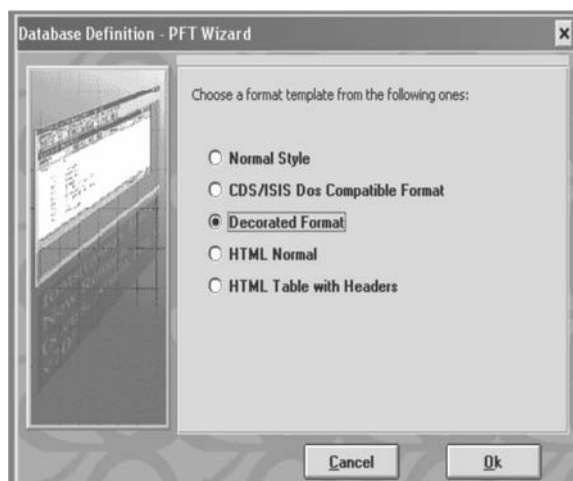 Database Definition - PFT Wizard
Choose a format template from the following ones:
Normal Style
CDS/ISIS Dos Compatible Format
Decorated Format
HTML Normal
HTML Table with Headers
Cancel
Ok